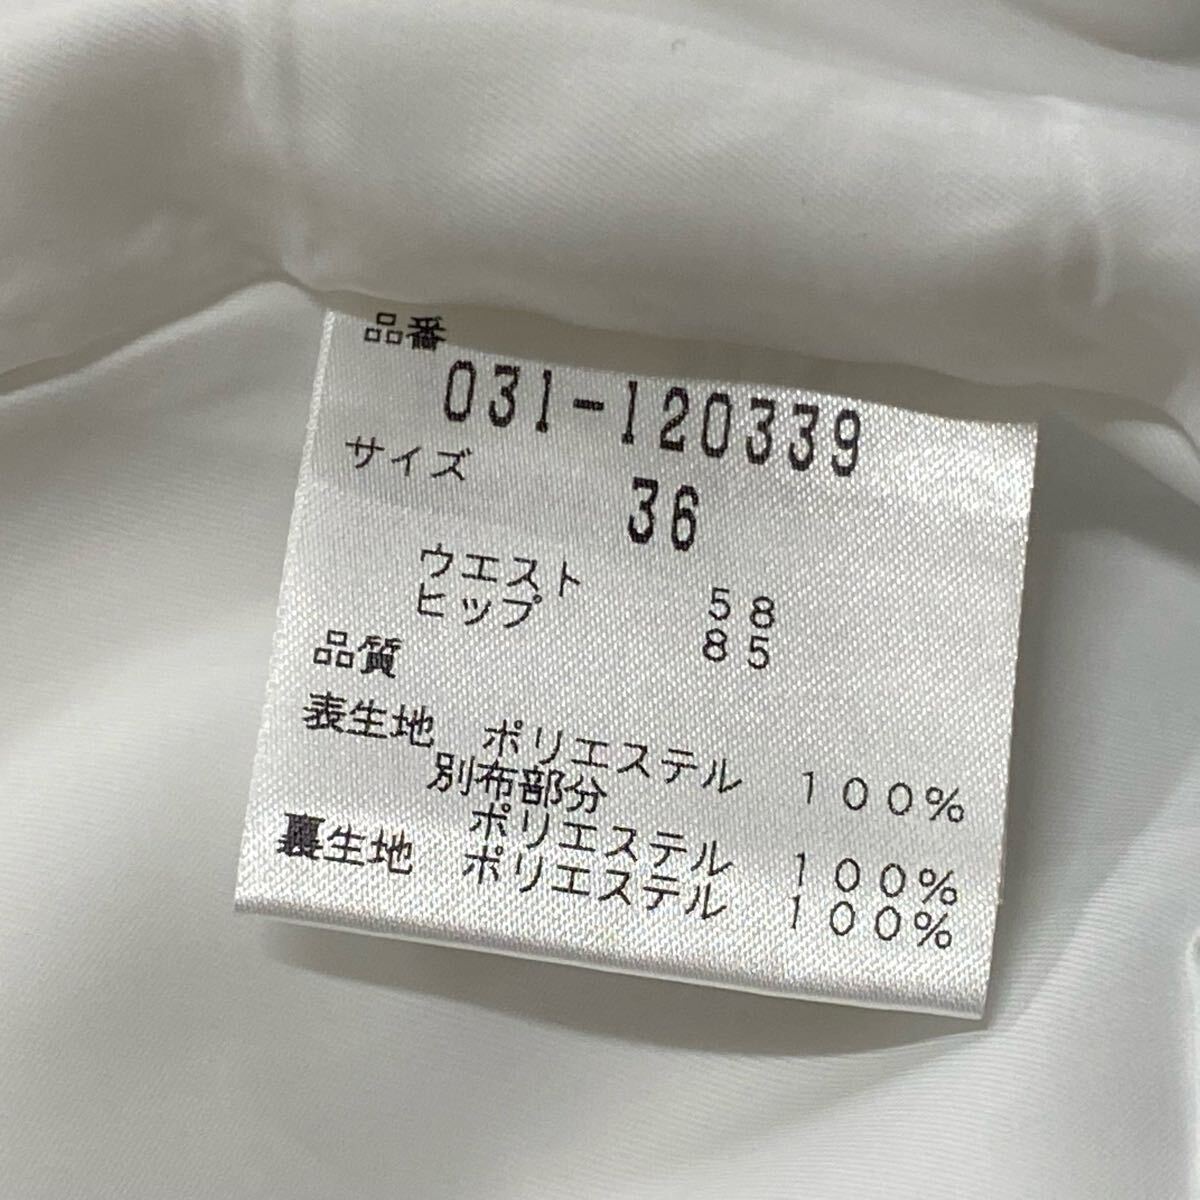 品番
031-120339
サイズ 36
ウエスト 58
ヒップ 85
品質
表生地 ポリエステル 100%
別布部分
ポリエステル 100%
裏生地 ポリエステル 100%